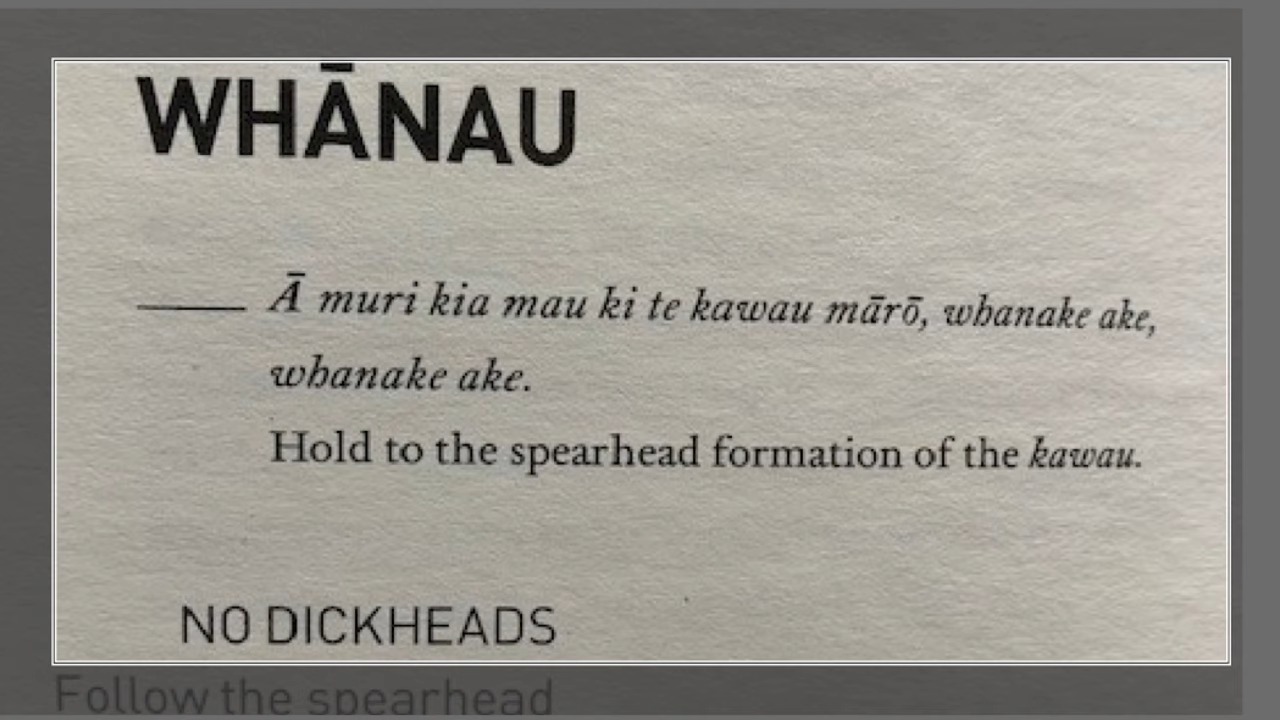 WHĀNAU
Ā muri kia mau ki te kawau mārō, whanake ake,
whanake ake.
Hold to the spearhead formation of the kawau.
NO DICKHEADS
Follow the spearhead